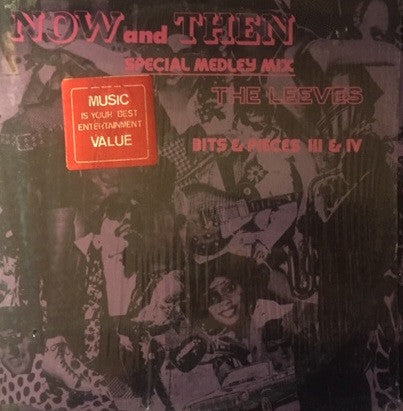 NOW and THEN
SPECIAL MEDLEY MIX
THE LEEVES
BITS & PIECES III & IV
MUSIC
IS YOUR BEST
ENTERTAINMENT
VALUE